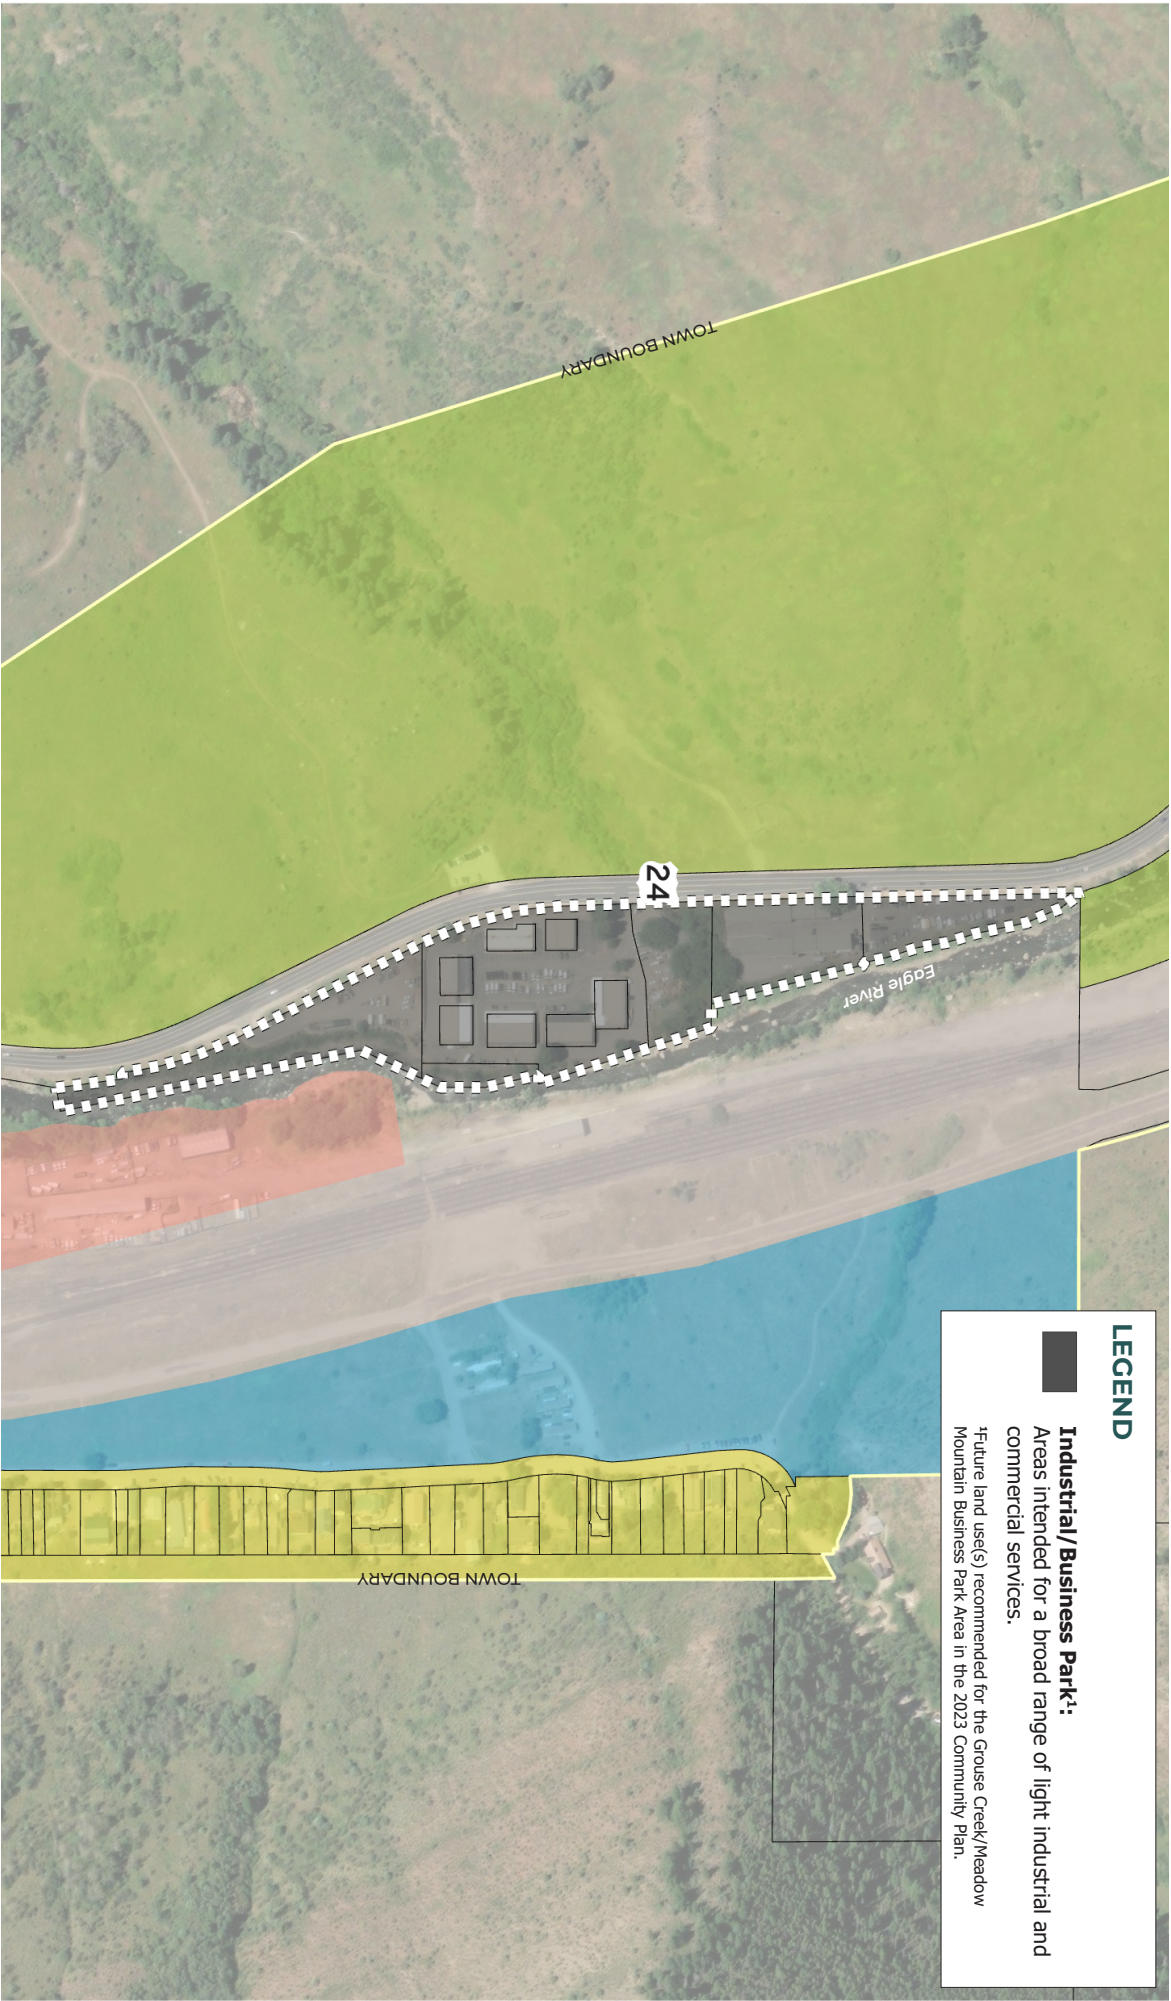 TOWN BOUNDARY
24
Eagle River
TOWN BOUNDARY
LEGEND
Industrial/Business Park¹:
Areas intended for a broad range of light industrial and
commercial services.
¹Future land use(s) recommended for the Grouse Creek/Meadow
Mountain Business Park Area in the 2023 Community Plan.